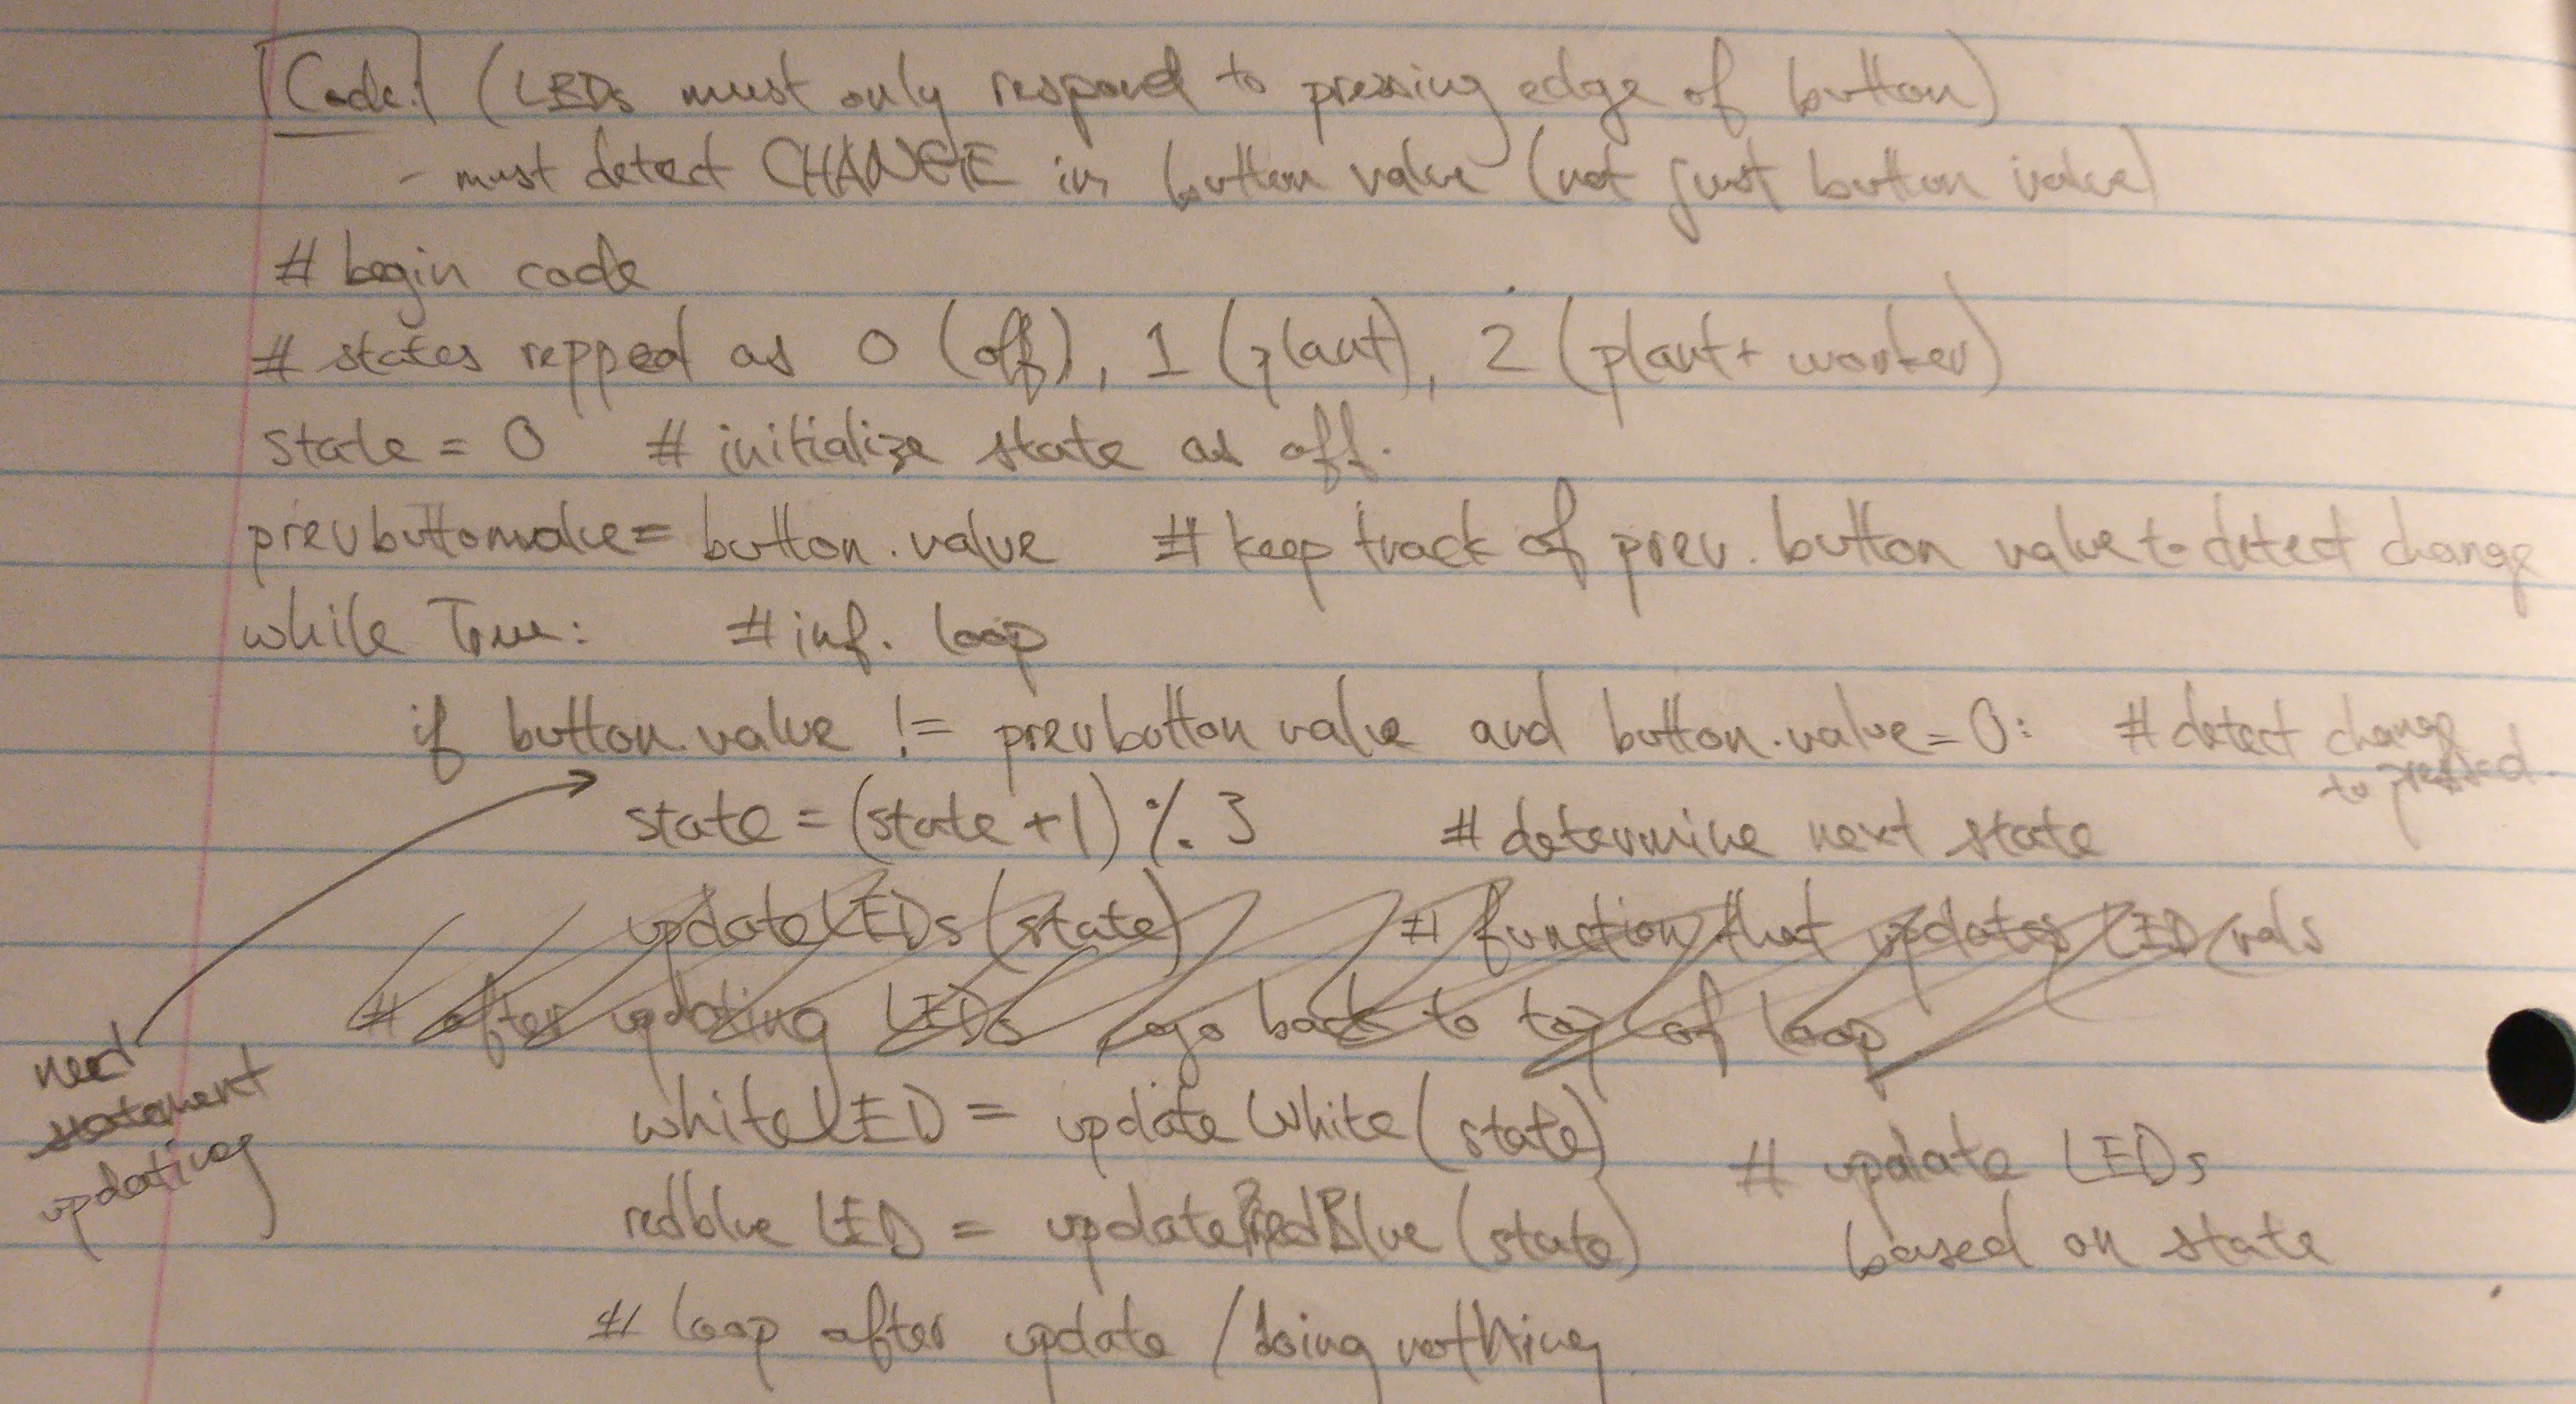 Code: (LEDs must only respond to pressing edge of button)
- must detect CHANGE in button value (not just button value)
# begin code
# states repped as 0 (off), 1 (plant), 2 (plant + worker)
state = 0 # initialize state as off.
prevbuttonvalue = button.value # keep track of prev. button value to detect change
while True: # inf. loop
if button.value != prevbuttonvalue and button.value = 0: # detect change
to pressed.
state = (state + 1) % 3 # determine next state
updateLEDs(state) # function that updates LED vals
# after updating LEDs go back to top of loop
need
statement
updating
whiteLED = updateWhite(state)
# update LEDs
redblueLED = updateRedBlue(state)
based on state
# loop after update / doing nothing